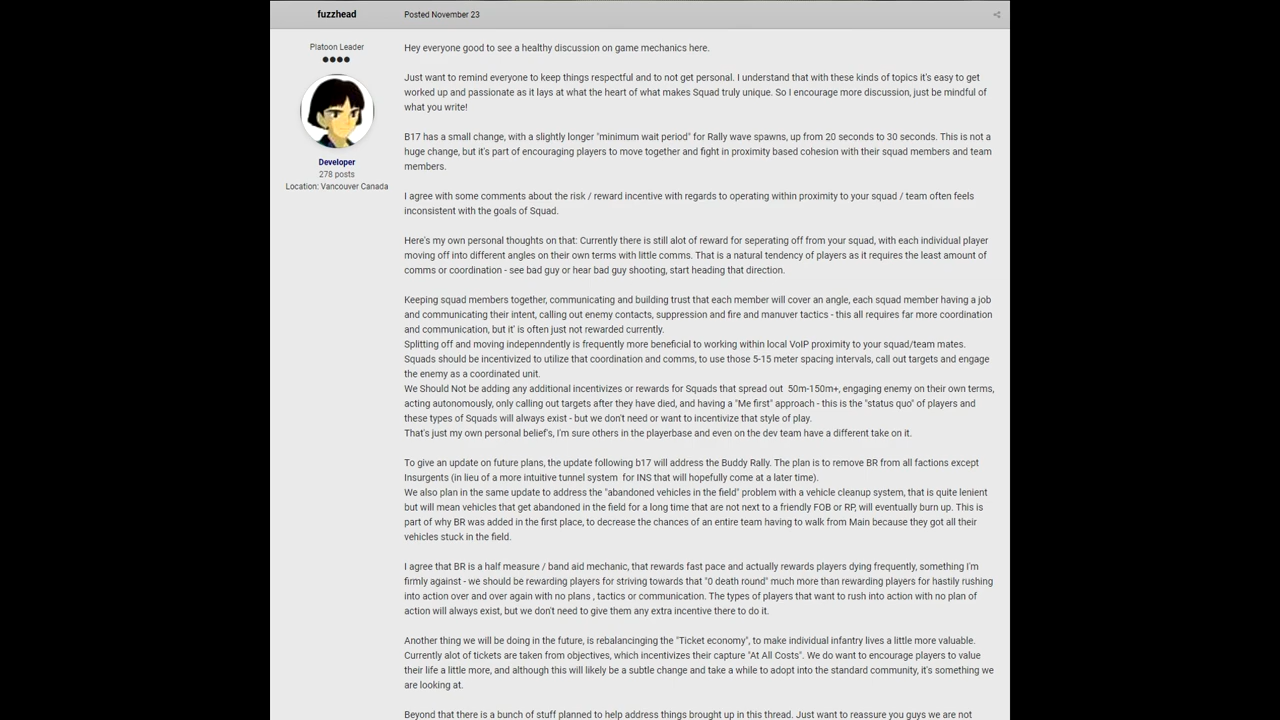 fuzzhead
Posted November 23
Platoon Leader
Developer
278 posts
Location: Vancouver Canada
Hey everyone good to see a healthy discussion on game mechanics here.
Just want to remind everyone to keep things respectful and to not get personal. I understand that with these kinds of topics it's easy to get
worked up and passionate as it lays at what the heart of what makes Squad truly unique. So I encourage more discussion, just be mindful of
what you write!
B17 has a small change, with a slightly longer "minimum wait period" for Rally wave spawns, up from 20 seconds to 30 seconds. This is not a
huge change, but it's part of encouraging players to move together and fight in proximity based cohesion with their squad members and team
members.
I agree with some comments about the risk / reward incentive with regards to operating within proximity to your squad / team often feels
inconsistent with the goals of Squad.
Here's my own personal thoughts on that: Currently there is still alot of reward for seperating off from your squad, with each individual player
moving off into different angles on their own terms with little comms. That is a natural tendency of players as it requires the least amount of
comms or coordination - see bad guy or hear bad guy shooting, start heading that direction.
Keeping squad members together, communicating and building trust that each member will cover an angle, each squad member having a job
and communicating their intent, calling out enemy contacts, suppression and fire and manuver tactics - this all requires far more coordination
and communication, but it' is often just not rewarded currently.
Splitting off and moving indepenndently is frequently more beneficial to working within local VoIP proximity to your squad/team mates.
Squads should be incentivized to utilize that coordination and comms, to use those 5-15 meter spacing intervals, call out targets and engage
the enemy as a coordinated unit.
We Should Not be adding any additional incentivizes or rewards for Squads that spread out  50m-150m+, engaging enemy on their own terms,
acting autonomously, only calling out targets after they have died, and having a "Me first" approach - this is the "status quo" of players and
these types of Squads will always exist - but we don't need or want to incentivize that style of play.
That's just my own personal belief's, I'm sure others in the playerbase and even on the dev team have a different take on it.
To give an update on future plans, the update following b17 will address the Buddy Rally. The plan is to remove BR from all factions except
Insurgents (in lieu of a more intuitive tunnel system  for INS that will hopefully come at a later time).
We also plan in the same update to address the "abandoned vehicles in the field" problem with a vehicle cleanup system, that is quite lenient
but will mean vehicles that get abandoned in the field for a long time that are not next to a friendly FOB or RP, will eventually burn up. This is
part of why BR was added in the first place, to decrease the chances of an entire team having to walk from Main because they got all their
vehicles stuck in the field.
I agree that BR is a half measure / band aid mechanic, that rewards fast pace and actually rewards players dying frequently, something I'm
firmly against - we should be rewarding players for striving towards that "0 death round" much more than rewarding players for hastily rushing
into action over and over again with no plans , tactics or communication. The types of players that want to rush into action with no plan of
action will always exist, but we don't need to give them any extra incentive there to do it.
Another thing we will be doing in the future, is rebalancinging the "Ticket economy", to make individual infantry lives a little more valuable.
Currently alot of tickets are taken from objectives, which incentivizes their capture "At All Costs". We do want to encourage players to value
their life a little more, and although this will likely be a subtle change and take a while to adopt into the standard community, it's something we
are looking at.
Beyond that there is a bunch of stuff planned to help address things brought up in this thread. Just want to reassure you guys we are not